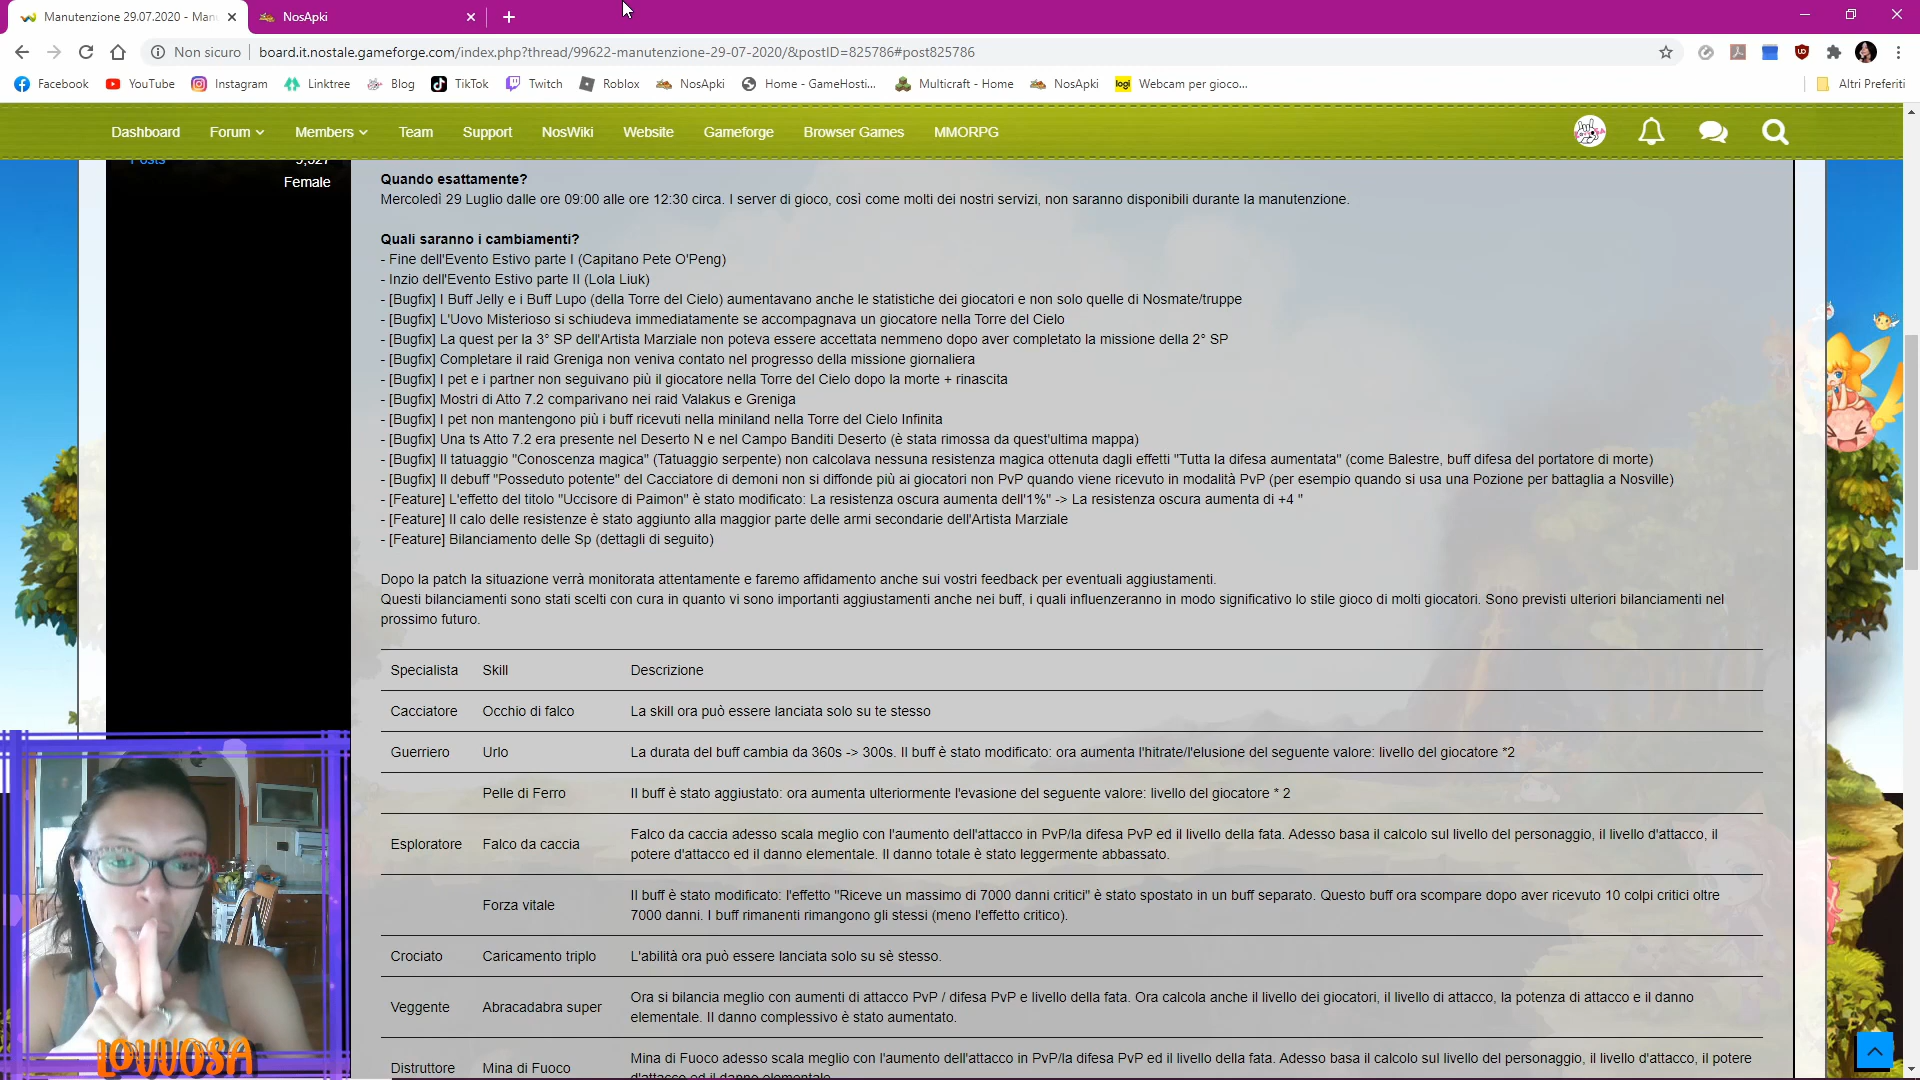 Manutenzione 29.07.2020 - Man
NosApki
Non sicuro
board.it.nostale.gameforge.com/index.php?thread/99622-manutenzione-29-07-2020/&postID=825786#post825786
Facebook YouTube Instagram Linktree Blog TikTok Twitch Roblox NosApki Home - GameHosti... Multicraft - Home NosApki Webcam per gioco... Altri Preferiti
Dashboard Forum Members Team Support NosWiki Website Gameforge Browser Games MMORPG
Posts
Female
Quando esattamente?
Mercoledì 29 Luglio dalle ore 09:00 alle ore 12:30 circa. I server di gioco, così come molti dei nostri servizi, non saranno disponibili durante la manutenzione.
Quali saranno i cambiamenti?
- Fine dell'Evento Estivo parte I (Capitano Pete O'Peng)
- Inzio dell'Evento Estivo parte II (Lola Liuk)
- [Bugfix] I Buff Jelly e i Buff Lupo (della Torre del Cielo) aumentavano anche le statistiche dei giocatori e non solo quelle di Nosmate/truppe
- [Bugfix] L'Uovo Misterioso si schiudeva immediatamente se accompagnava un giocatore nella Torre del Cielo
- [Bugfix] La quest per la 3° SP dell'Artista Marziale non poteva essere accettata nemmeno dopo aver completato la missione della 2° SP
- [Bugfix] Completare il raid Greniga non veniva contato nel progresso della missione giornaliera
- [Bugfix] I pet e i partner non seguivano più il giocatore nella Torre del Cielo dopo la morte + rinascita
- [Bugfix] Mostri di Atto 7.2 comparivano nei raid Valakus e Greniga
- [Bugfix] I pet non mantengono più i buff ricevuti nella miniland nella Torre del Cielo Infinita
- [Bugfix] Una ts Atto 7.2 era presente nel Deserto N e nel Campo Banditi Deserto (è stata rimossa da quest'ultima mappa)
- [Bugfix] Il tatuaggio "Conoscenza magica" (Tatuaggio serpente) non calcolava nessuna resistenza magica ottenuta dagli effetti "Tutta la difesa aumentata" (come Balestre, buff difesa del portatore di morte)
- [Bugfix] Il debuff "Posseduto potente" del Cacciatore di demoni non si diffonde più ai giocatori non PvP quando viene ricevuto in modalità PvP (per esempio quando si usa una Pozione per battaglia a Nosville)
- [Feature] L'effetto del titolo "Uccisore di Paimon" è stato modificato: La resistenza oscura aumenta dell'1%" -> La resistenza oscura aumenta di +4 "
- [Feature] Il calo delle resistenze è stato aggiunto alla maggior parte delle armi secondarie dell'Artista Marziale
- [Feature] Bilanciamento delle Sp (dettagli di seguito)
Dopo la patch la situazione verrà monitorata attentamente e faremo affidamento anche sui vostri feedback per eventuali aggiustamenti.
Questi bilanciamenti sono stati scelti con cura in quanto vi sono importanti aggiustamenti anche nei buff, i quali influenzeranno in modo significativo lo stile gioco di molti giocatori. Sono previsti ulteriori bilanciamenti nel
prossimo futuro.
Specialista Skill Descrizione
Cacciatore Occhio di falco La skill ora può essere lanciata solo su te stesso
Guerriero Urlo La durata del buff cambia da 360s -> 300s. Il buff è stato modificato: ora aumenta l'hitrate/l'elusione del seguente valore: livello del giocatore *2
Pelle di Ferro Il buff è stato aggiustato: ora aumenta ulteriormente l'evasione del seguente valore: livello del giocatore * 2
Esploratore Falco da caccia Falco da caccia adesso scala meglio con l'aumento dell'attacco in PvP/la difesa PvP ed il livello della fata. Adesso basa il calcolo sul livello del personaggio, il livello d'attacco, il
potere d'attacco ed il danno elementale. Il danno totale è stato leggermente abbassato.
Forza vitale Il buff è stato modificato: l'effetto "Riceve un massimo di 7000 danni critici" è stato spostato in un buff separato. Questo buff ora scompare dopo aver ricevuto 10 colpi critici oltre
7000 danni. I buff rimanenti rimangono gli stessi (meno l'effetto critico).
Crociato Caricamento triplo L'abilità ora può essere lanciata solo su sè stesso.
Veggente Abracadabra super Ora si bilancia meglio con aumenti di attacco PvP / difesa PvP e livello della fata. Ora calcola anche il livello dei giocatori, il livello di attacco, la potenza di attacco e il danno
elementale. Il danno complessivo è stato aumentato.
Distruttore Mina di Fuoco Mina di Fuoco adesso scala meglio con l'aumento dell'attacco in PvP/la difesa PvP ed il livello della fata. Adesso basa il calcolo sul livello del personaggio, il livello d'attacco, il potere
d'attacco ed il danno elementale.
LOVVOSA